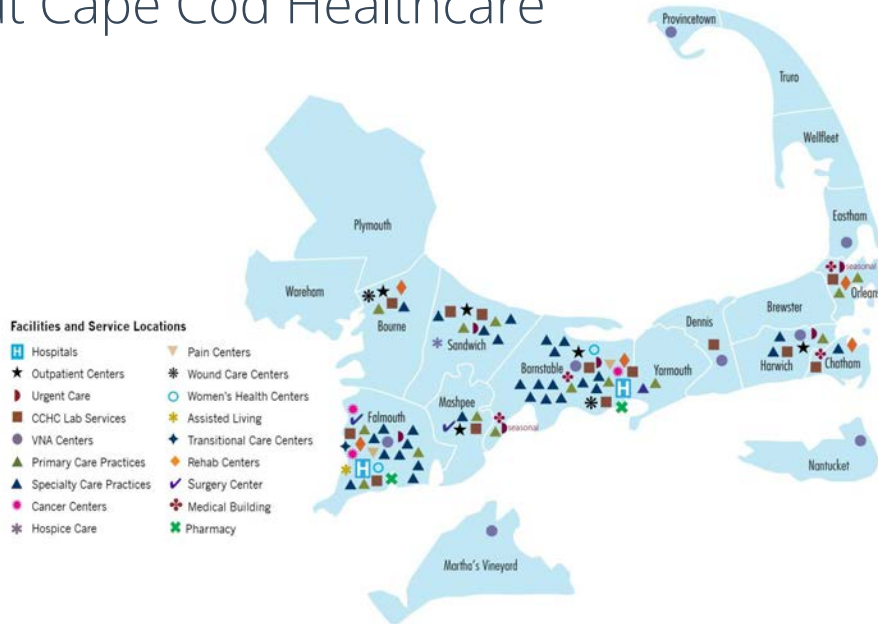 ut Cape Cod Healthcare
Provincetown
Truro
Wellfleet
Eastham
Plymouth
Wareham
Bourne
Sandwich
seasonal
Orleans
Brewster
Dennis
Harwich
Chatham
Barnstable
Yarmouth
Mashpee
seasonal
Falmouth
Nantucket
Martha's Vineyard
Facilities and Service Locations
H Hospitals
Outpatient Centers
Urgent Care
CCHC Lab Services
VNA Centers
Primary Care Practices
Specialty Care Practices
Cancer Centers
Hospice Care
Pain Centers
Wound Care Centers
Women's Health Centers
Assisted Living
Transitional Care Centers
Rehab Centers
Surgery Center
Medical Building
Pharmacy
H
H